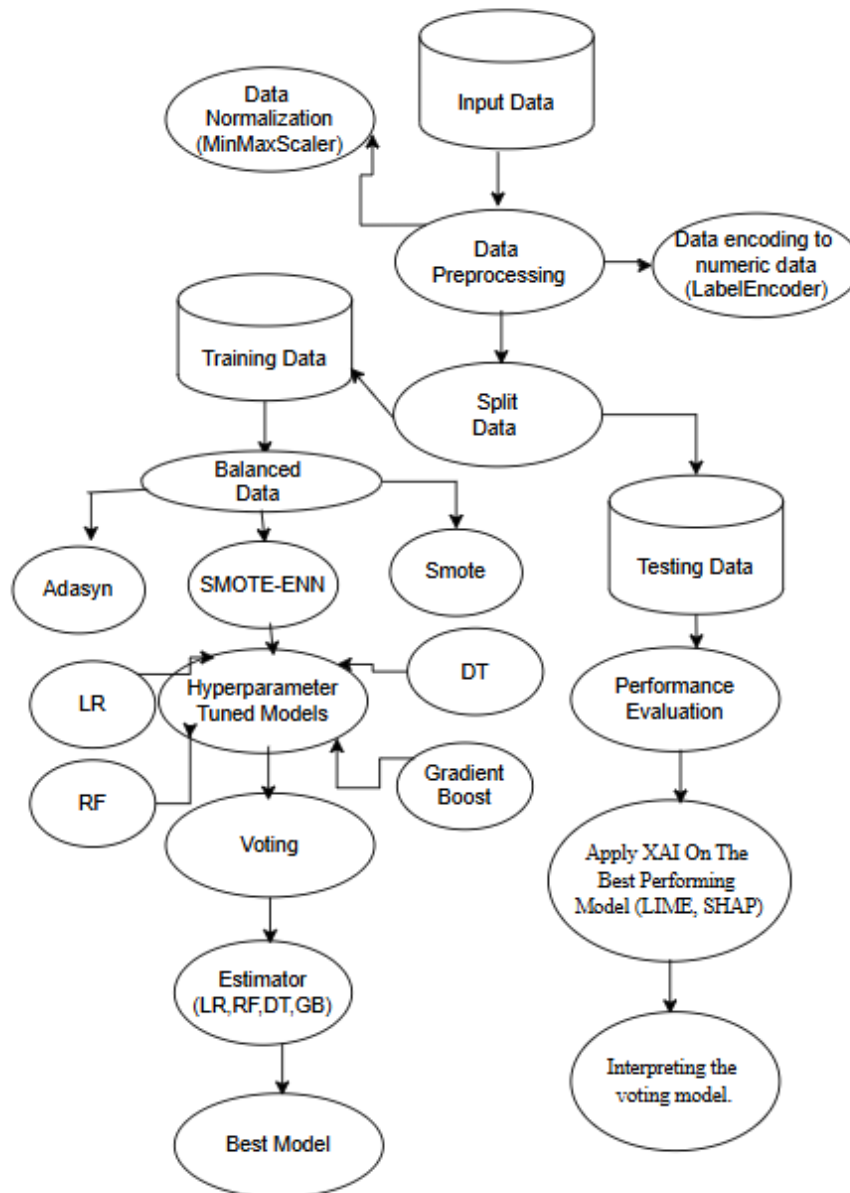 Input Data
Data
Normalization
(MinMaxScaler)
Data
Preprocessing
Data encoding to
numeric data
(LabelEncoder)
Training Data
Split
Data
Balanced
Data
Adasyn
SMOTE-ENN
Smote
Testing Data
LR
Hyperparameter
Tuned Models
DT
Performance
Evaluation
RF
Gradient
Boost
Voting
Apply XAI On The
Best Performing
Model (LIME, SHAP)
Estimator
(LR,RF,DT,GB)
Interpreting the
voting model.
Best Model